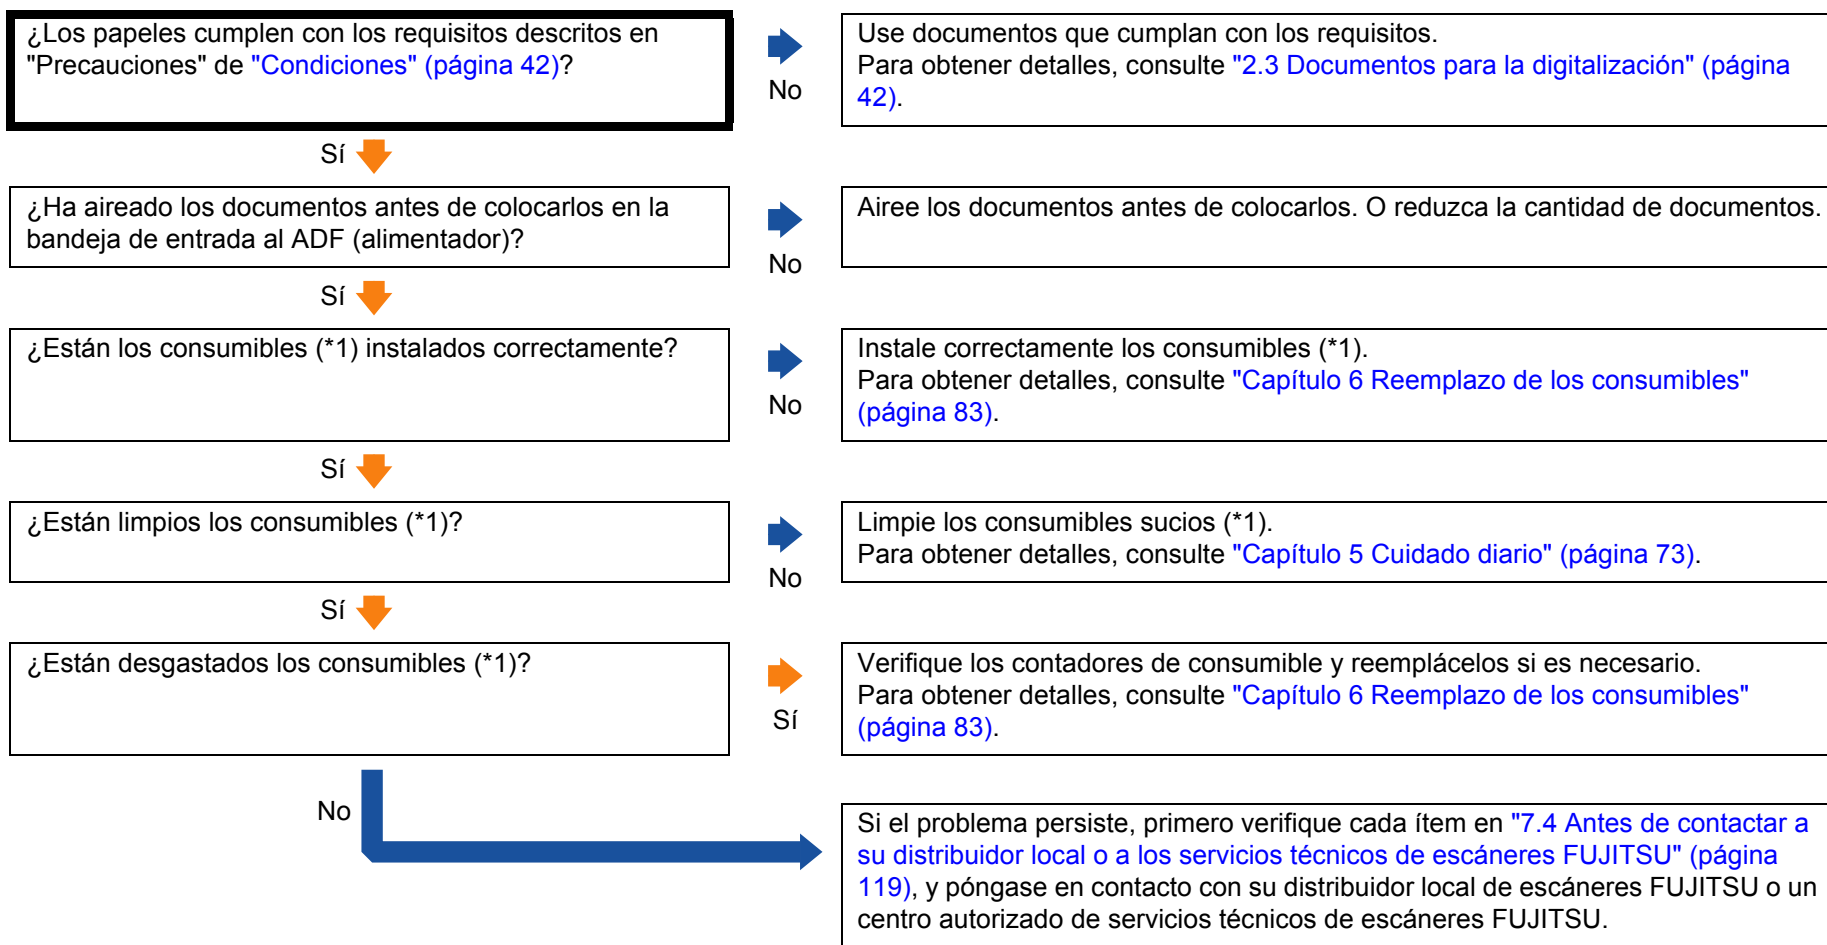 ¿Los papeles cumplen con los requisitos descritos en
"Precauciones" de "Condiciones" (página 42)?
No
Use documentos que cumplan con los requisitos.
Para obtener detalles, consulte "2.3 Documentos para la digitalización" (página
42).
Sí
¿Ha aireado los documentos antes de colocarlos en la
bandeja de entrada al ADF (alimentador)?
No
Airee los documentos antes de colocarlos. O reduzca la cantidad de documentos.
Sí
¿Están los consumibles (*1) instalados correctamente?
No
Instale correctamente los consumibles (*1).
Para obtener detalles, consulte "Capítulo 6 Reemplazo de los consumibles"
(página 83).
Sí
¿Están limpios los consumibles (*1)?
No
Limpie los consumibles sucios (*1).
Para obtener detalles, consulte "Capítulo 5 Cuidado diario" (página 73).
Sí
¿Están desgastados los consumibles (*1)?
Sí
Verifique los contadores de consumible y reemplácelos si es necesario.
Para obtener detalles, consulte "Capítulo 6 Reemplazo de los consumibles"
(página 83).
No
Si el problema persiste, primero verifique cada ítem en "7.4 Antes de contactar a
su distribuidor local o a los servicios técnicos de escáneres FUJITSU" (página
119), y póngase en contacto con su distribuidor local de escáneres FUJITSU o un
centro autorizado de servicios técnicos de escáneres FUJITSU.